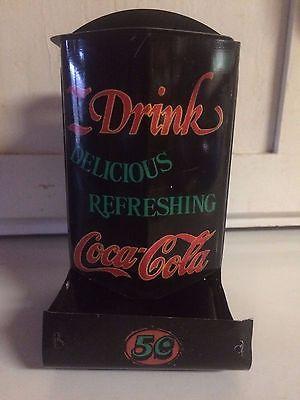 Drink
DELICIOUS
REFRESHING
Coca-Cola
5¢